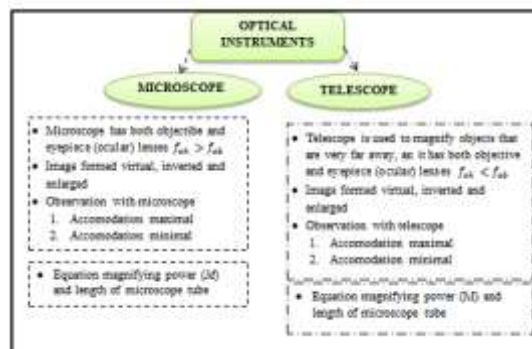 OPTICAL
INSTRUMENTS
MICROSCOPE
• Microscope has both objectibe and
eyepiece (ocular) lenses f_ok > f_ob
• Image formed virtual, inverted and
enlarged
• Observation with microscope
1. Accomodation maximal
2. Accomodation minimal
• Equation magnifying power (M)
and length of microscope tube
TELESCOPE
• Telescope is used to magnify objects
that are very far away, as it has both objective
and eyepiece (ocular) lenses f_ok < f_ob
• Image formed virtual, inverted and
enlarged
• Observation with telescope
1. Accomodation maximal
2. Accomodation minimal
• Equation magnifying power (M) and
length of microscope tube